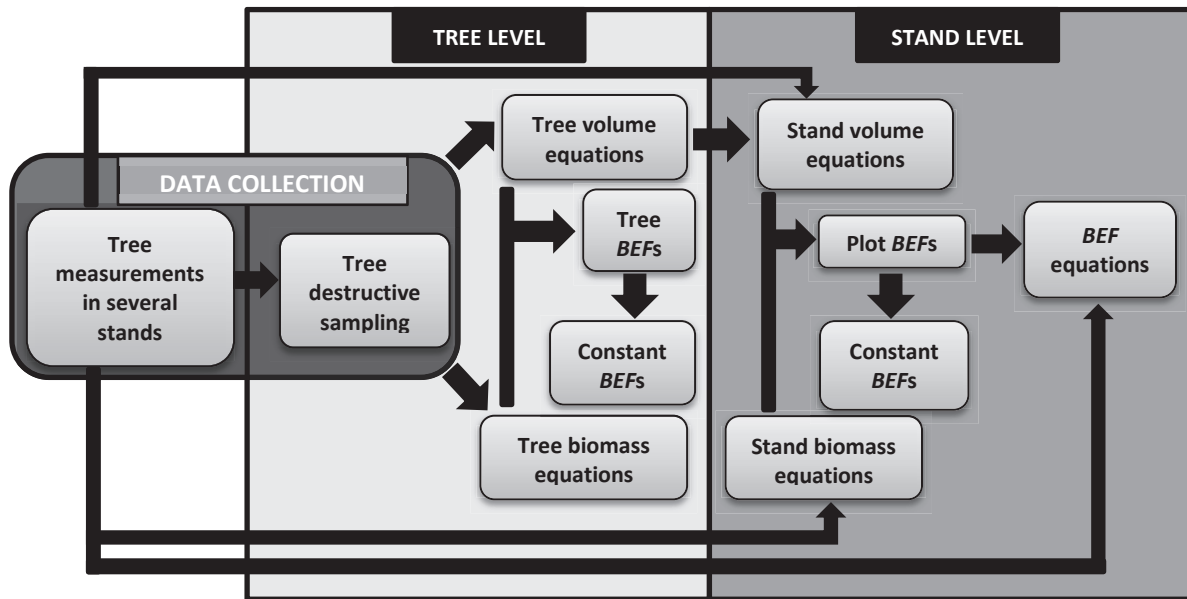 TREE LEVEL
STAND LEVEL
DATA COLLECTION
Tree
measurements
in several
stands
Tree
destructive
sampling
Tree volume
equations
Tree
BEFs
Constant
BEFs
Tree biomass
equations
Stand volume
equations
Plot BEFs
Constant
BEFs
Stand biomass
equations
BEF
equations